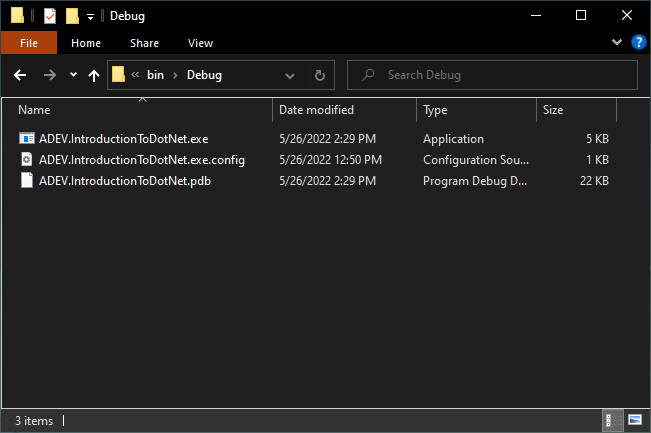 Debug
File Home Share View
bin Debug Search Debug
Name Date modified Type Size
ADEV.IntroductionToDotNet.exe 5/26/2022 2:29 PM Application 5 KB
ADEV.IntroductionToDotNet.exe.config 5/26/2022 12:50 PM Configuration Sou... 1 KB
ADEV.IntroductionToDotNet.pdb 5/26/2022 2:29 PM Program Debug D... 22 KB
3 items